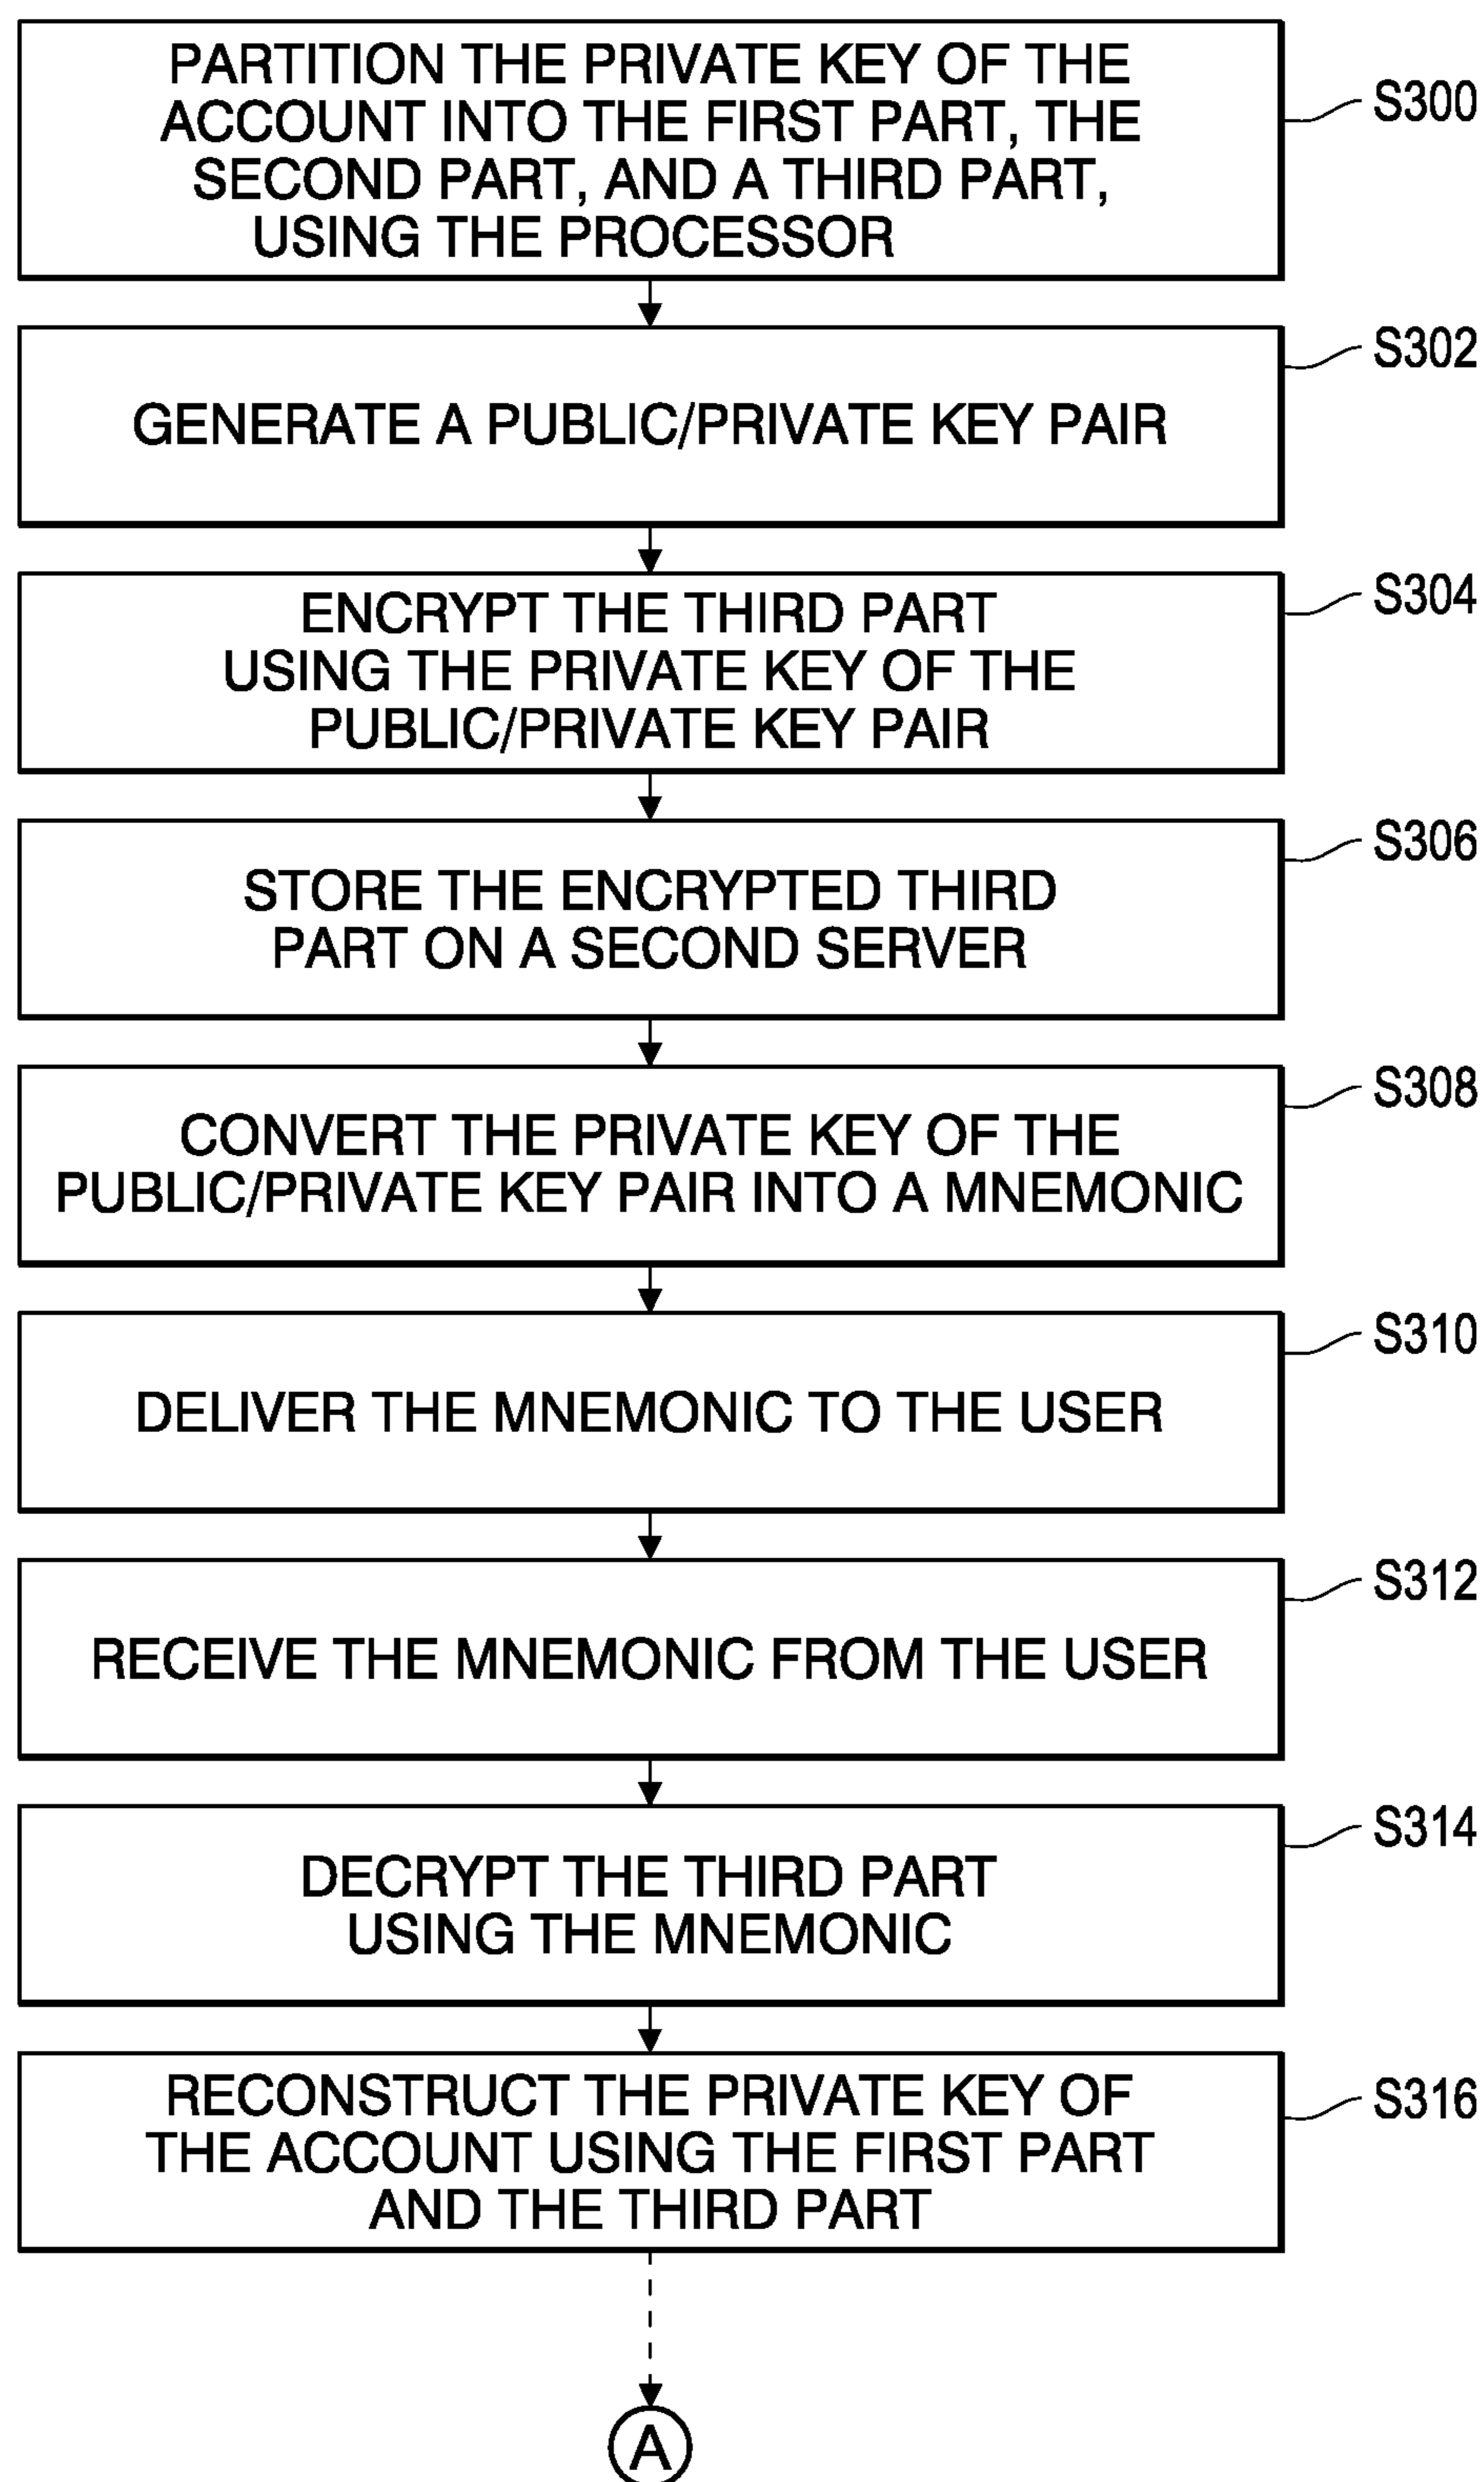 PARTITION THE PRIVATE KEY OF THE
ACCOUNT INTO THE FIRST PART, THE
SECOND PART, AND A THIRD PART,
USING THE PROCESSOR
S300
GENERATE A PUBLIC/PRIVATE KEY PAIR
S302
ENCRYPT THE THIRD PART
USING THE PRIVATE KEY OF THE
PUBLIC/PRIVATE KEY PAIR
S304
STORE THE ENCRYPTED THIRD
PART ON A SECOND SERVER
S306
CONVERT THE PRIVATE KEY OF THE
PUBLIC/PRIVATE KEY PAIR INTO A MNEMONIC
S308
DELIVER THE MNEMONIC TO THE USER
S310
RECEIVE THE MNEMONIC FROM THE USER
S312
DECRYPT THE THIRD PART
USING THE MNEMONIC
S314
RECONSTRUCT THE PRIVATE KEY OF
THE ACCOUNT USING THE FIRST PART
AND THE THIRD PART
S316
A